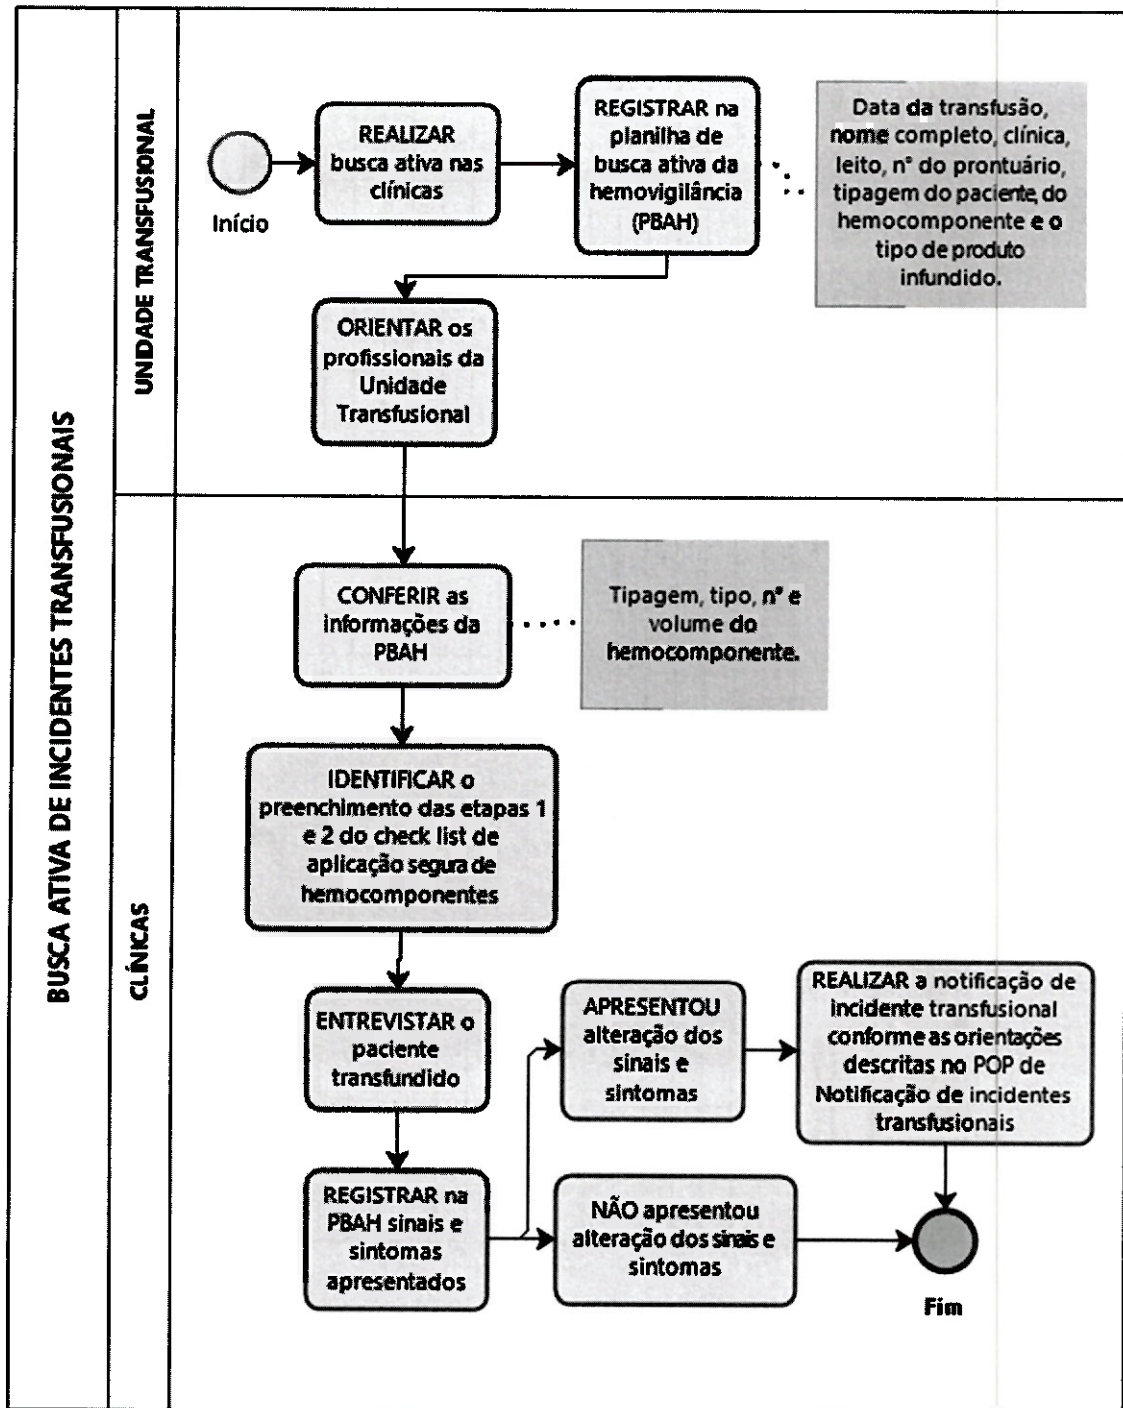 BUSCA ATIVA DE INCIDENTES TRANSFUSIONAIS
UNIDADE TRANSFUSIONAL
Início
REALIZAR
busca ativa nas
clínicas
REGISTRAR na
planilha de
busca ativa da
hemovigilância
(PBAH)
Data da transfusão,
nome completo, clínica,
leito, n° do prontuário,
tipagem do paciente, do
hemocomponente e o
tipo de produto
infundido.
ORIENTAR os
profissionais da
Unidade
Transfusional
CLÍNICAS
CONFERIR as
informações da
PBAH
Tipagem, tipo, n° e
volume do
hemocomponente.
IDENTIFICAR o
preenchimento das etapas 1
e 2 do check list de
aplicação segura de
hemocomponentes
ENTREVISTAR o
paciente
transfundido
REGISTRAR na
PBAH sinais e
sintomas
apresentados
APRESENTOU
alteração dos
sinais e
sintomas
REALIZAR a notificação de
incidente transfusional
conforme as orientações
descritas no POP de
Notificação de incidentes
transfusionais
NÃO apresentou
alteração dos sinais e
sintomas
Fim